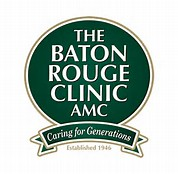 THE
BATON
ROUGE
CLINIC
AMC
Caring for Generations
Established 1946